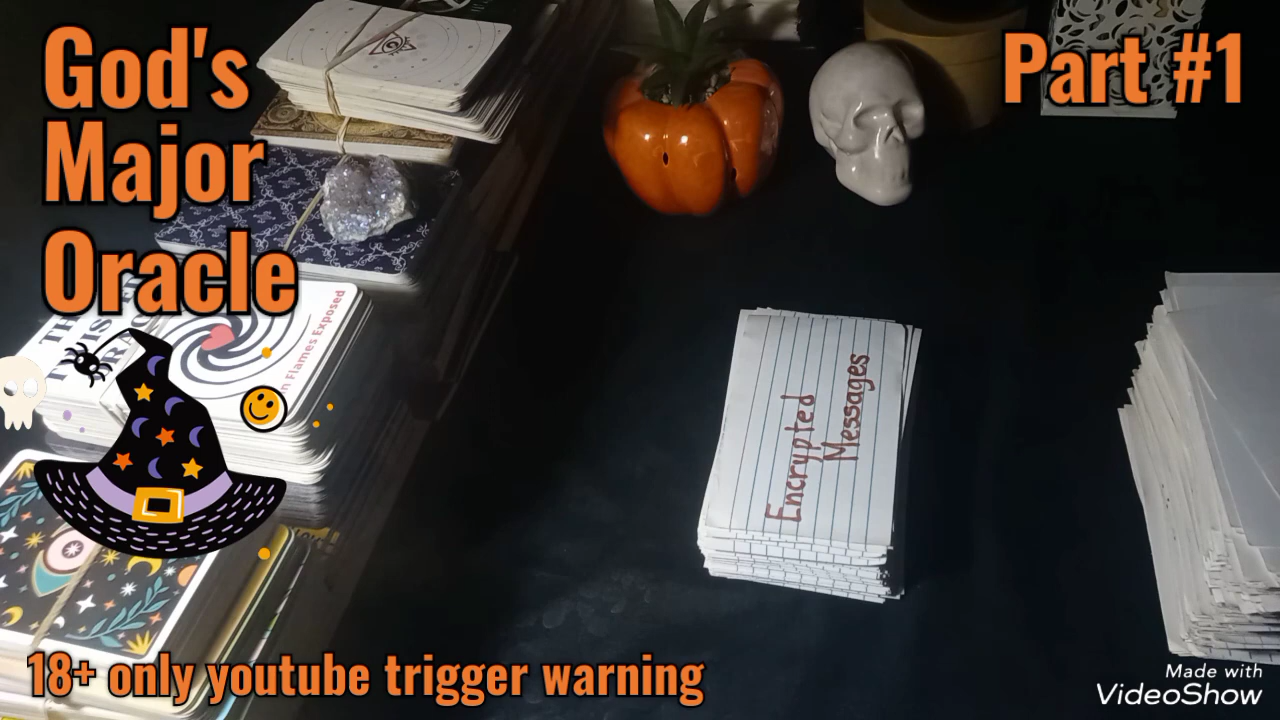 God's
Major
Oracle
Part #1
n Flames Exposed
Encrypted
Messages
18+ only youtube trigger warning
Made with
VideoShow